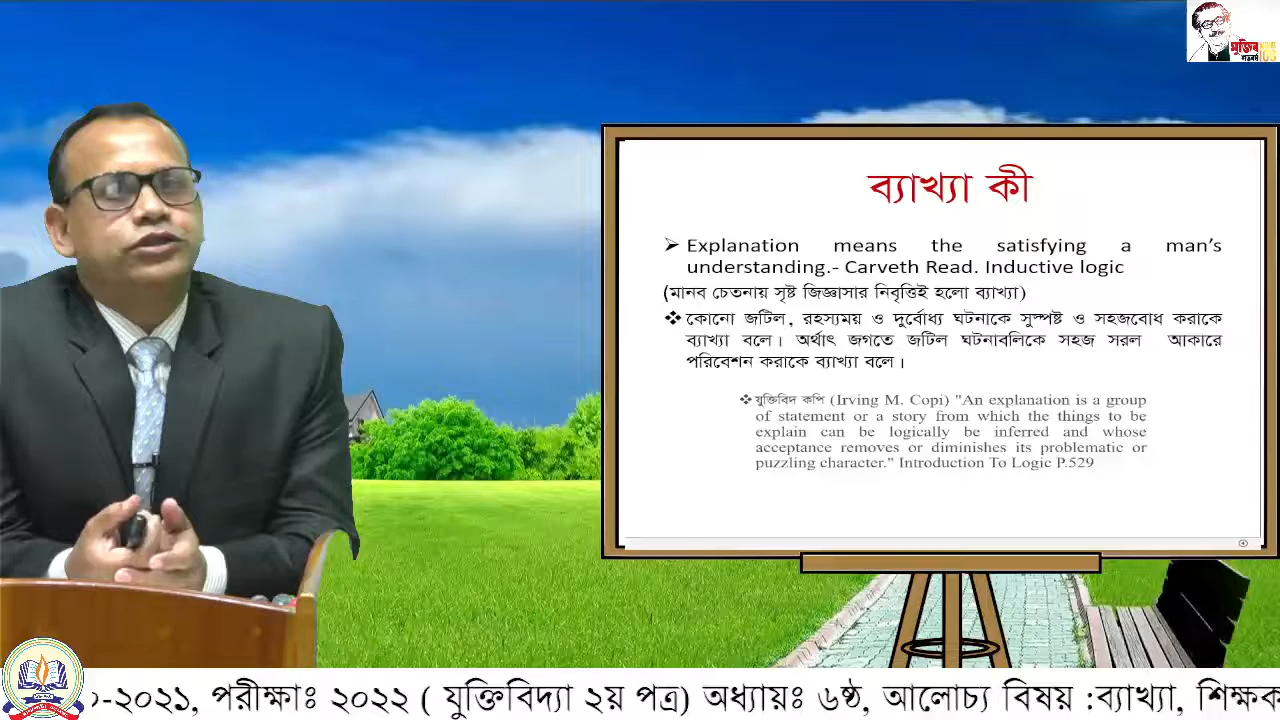 মুজিব
শতবর্ষ
100
ব্যাখ্যা কী
➢ Explanation means the satisfying a man's
understanding.- Carveth Read. Inductive logic
(মানব চেতনায় সৃষ্ট জিজ্ঞাসার নিবৃত্তিই হলো ব্যাখ্যা)
❖ কোনো জটিল, রহস্যময় ও দুর্বোধ্য ঘটনাকে সুস্পষ্ট ও সহজবোধ করাকে
ব্যাখ্যা বলে। অর্থাৎ জগতে জটিল ঘটনাবলিকে সহজ সরল আকারে
পরিবেশন করাকে ব্যাখ্যা বলে।
❖ যুক্তিবিদ কপি (Irving M. Copi) "An explanation is a group
of statement or a story from which the things to be
explain can be logically be inferred and whose
acceptance removes or diminishes its problematic or
puzzling character." Introduction To Logic P.529
-২০২১, পরীক্ষাঃ ২০২২ ( যুক্তিবিদ্যা ২য় পত্র) অধ্যায়ঃ ৬ষ্ঠ, আলোচ্য বিষয় :ব্যাখ্যা, শিক্ষক